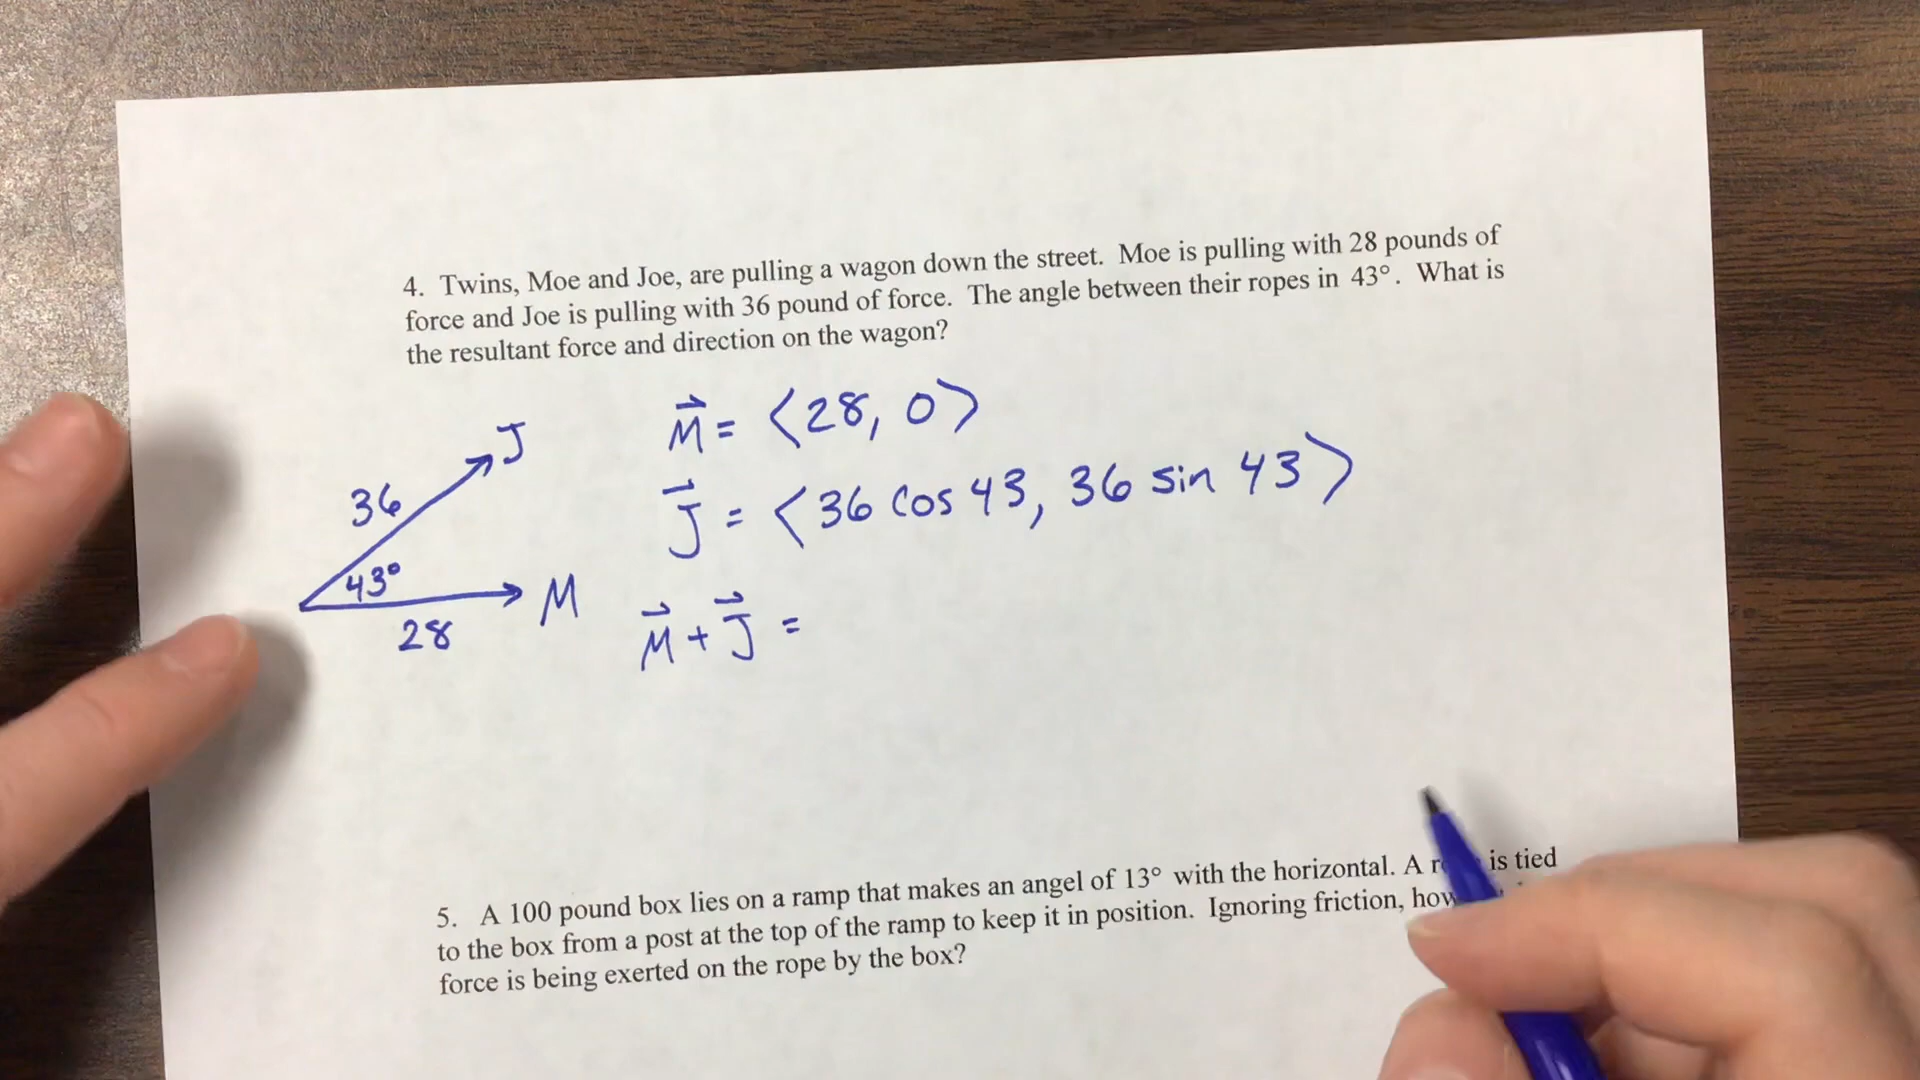 4. Twins, Moe and Joe, are pulling a wagon down the street. Moe is pulling with 28 pounds of
force and Joe is pulling with 36 pound of force. The angle between their ropes in 43°. What is
the resultant force and direction on the wagon?
J
36
43°
28
M
M⃗ = ⟨28, 0⟩
J⃗ = ⟨36 cos 43, 36 sin 43⟩
M⃗ + J⃗ =
5. A 100 pound box lies on a ramp that makes an angel of 13° with the horizontal. A is tied
to the box from a post at the top of the ramp to keep it in position. Ignoring friction, how
force is being exerted on the rope by the box?